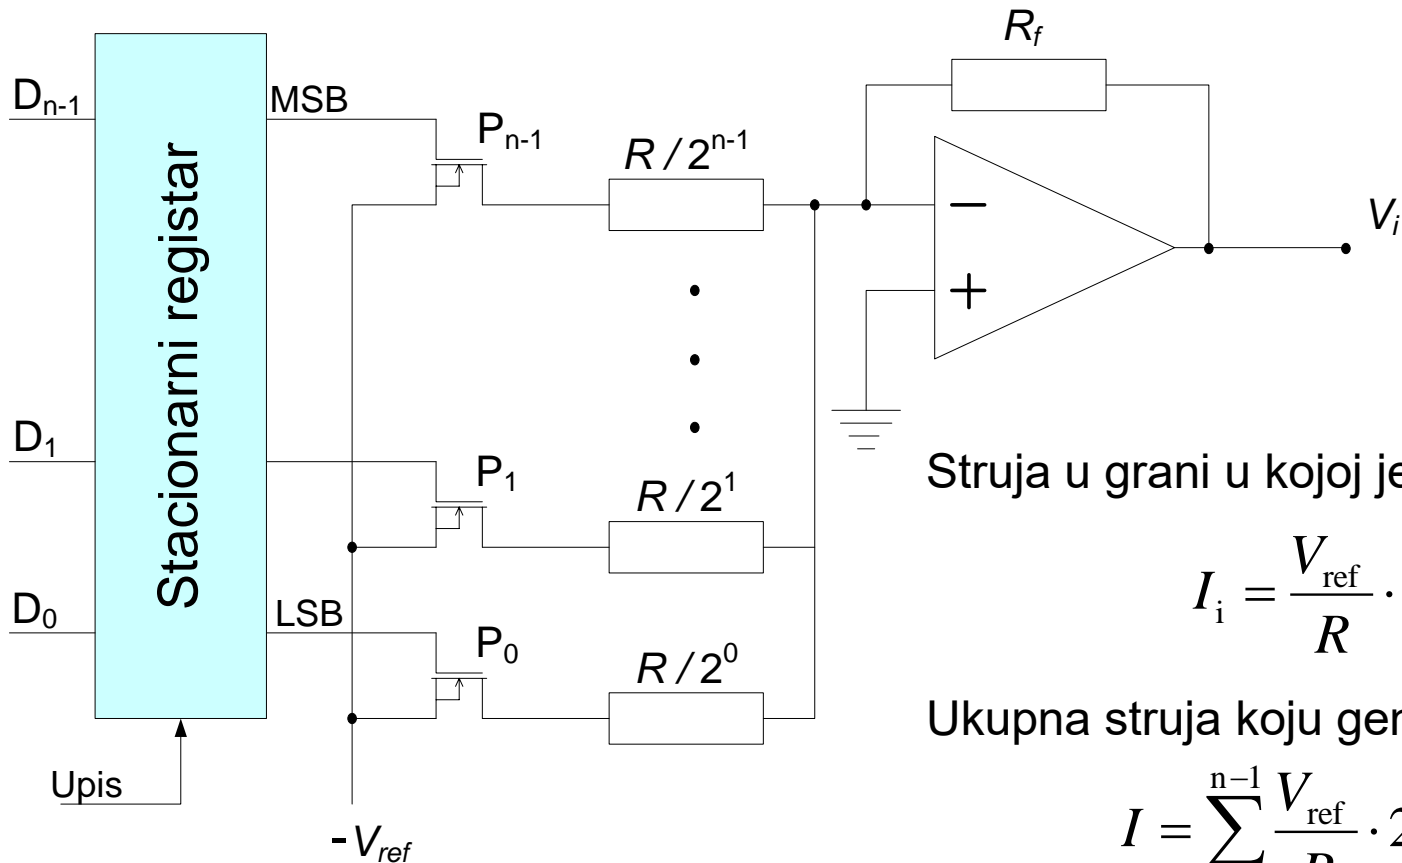 R_f
D_n-1
MSB
P_n-1
R / 2^n-1
Stacionarni registar
−
+
V_i
D_1
P_1
R / 2^1
Struja u grani u kojoj je
I_i = V_ref / R ·
D_0
LSB
P_0
R / 2^0
Ukupna struja koju
Upis
I = ∑ n−1 V_ref / R · 2
-V_ref